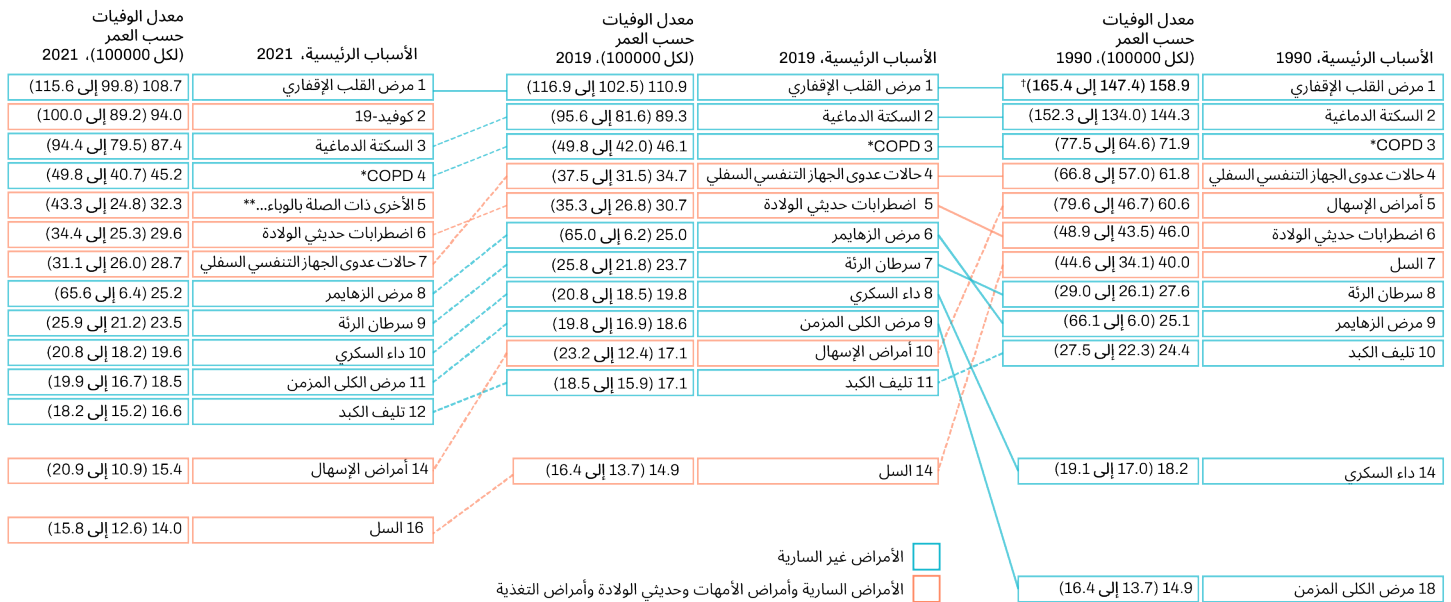 الأسباب الرئيسية، 1990
معدل الوفيات
حسب العمر
(لكل 100000)، 1990
1 مرض القلب الإقفاري
158.9 (147.4 إلى 165.4)†
2 السكتة الدماغية
144.3 (134.0 إلى 152.3)
3 COPD*
71.9 (64.6 إلى 77.5)
4 حالات عدوى الجهاز التنفسي السفلي
61.8 (57.0 إلى 66.8)
5 أمراض الإسهال
60.6 (46.7 إلى 79.6)
6 اضطرابات حديثي الولادة
46.0 (43.5 إلى 48.9)
7 السل
40.0 (34.1 إلى 44.6)
8 سرطان الرئة
27.6 (26.1 إلى 29.0)
9 مرض الزهايمر
25.1 (6.0 إلى 66.1)
10 تليف الكبد
24.4 (22.3 إلى 27.5)
14 داء السكري
18.2 (17.0 إلى 19.1)
18 مرض الكلى المزمن
14.9 (13.7 إلى 16.4)
الأسباب الرئيسية، 2019
معدل الوفيات
حسب العمر
(لكل 100000)، 2019
1 مرض القلب الإقفاري
110.9 (102.5 إلى 116.9)
2 السكتة الدماغية
89.3 (81.6 إلى 95.6)
3 COPD*
46.1 (42.0 إلى 49.8)
4 حالات عدوى الجهاز التنفسي السفلي
34.7 (31.5 إلى 37.5)
5 اضطرابات حديثي الولادة
30.7 (26.8 إلى 35.3)
6 مرض الزهايمر
25.0 (6.2 إلى 65.0)
7 سرطان الرئة
23.7 (21.8 إلى 25.8)
8 داء السكري
19.8 (18.5 إلى 20.8)
9 مرض الكلى المزمن
18.6 (16.9 إلى 19.8)
10 أمراض الإسهال
17.1 (12.4 إلى 23.2)
11 تليف الكبد
17.1 (15.9 إلى 18.5)
14 السل
14.9 (13.7 إلى 16.4)
الأسباب الرئيسية، 2021
معدل الوفيات
حسب العمر
(لكل 100000)، 2021
1 مرض القلب الإقفاري
108.7 (99.8 إلى 115.6)
2 كوفيد-19
94.0 (89.2 إلى 100.0)
3 السكتة الدماغية
87.4 (79.5 إلى 94.4)
4 COPD*
45.2 (40.7 إلى 49.8)
5 الأخرى ذات الصلة بالوباء...**
32.3 (24.8 إلى 43.3)
6 اضطرابات حديثي الولادة
29.6 (25.3 إلى 34.4)
7 حالات عدوى الجهاز التنفسي السفلي
28.7 (26.0 إلى 31.1)
8 مرض الزهايمر
25.2 (6.4 إلى 65.6)
9 سرطان الرئة
23.5 (21.2 إلى 25.9)
10 داء السكري
19.6 (18.2 إلى 20.8)
11 مرض الكلى المزمن
18.5 (16.7 إلى 19.9)
12 تليف الكبد
16.6 (15.2 إلى 18.2)
14 أمراض الإسهال
15.4 (10.9 إلى 20.9)
16 السل
14.0 (12.6 إلى 15.8)
الأمراض غير السارية
الأمراض السارية وأمراض الأمهات وحديثي الولادة وأمراض التغذية